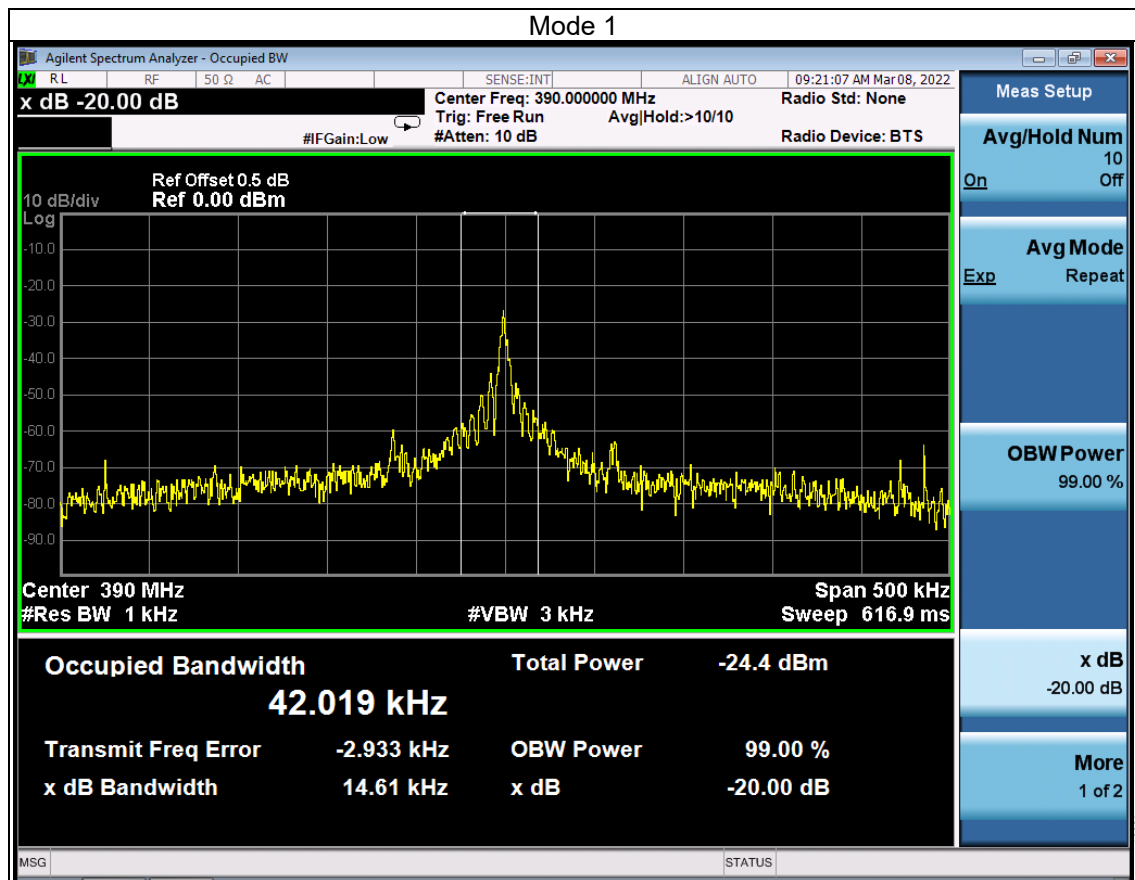 Mode 1
Agilent Spectrum Analyzer - Occupied BW
LXI RL RF 50 Ω AC SENSE:INT ALIGN AUTO 09:21:07 AM Mar 08, 2022
x dB -20.00 dB
Center Freq: 390.000000 MHz
Radio Std: None
Trig: Free Run Avg|Hold:>10/10
#IFGain:Low #Atten: 10 dB Radio Device: BTS
Ref Offset 0.5 dB
10 dB/div Ref 0.00 dBm
Log
-10.0
-20.0
-30.0
-40.0
-50.0
-60.0
-70.0
-80.0
-90.0
Center 390 MHz Span 500 kHz
#Res BW 1 kHz #VBW 3 kHz Sweep 616.9 ms
Occupied Bandwidth Total Power -24.4 dBm
42.019 kHz
Transmit Freq Error -2.933 kHz OBW Power 99.00 %
x dB Bandwidth 14.61 kHz x dB -20.00 dB
MSG STATUS
Meas Setup
Avg/Hold Num
10
On Off
Avg Mode
Exp Repeat
OBW Power
99.00 %
x dB
-20.00 dB
More
1 of 2